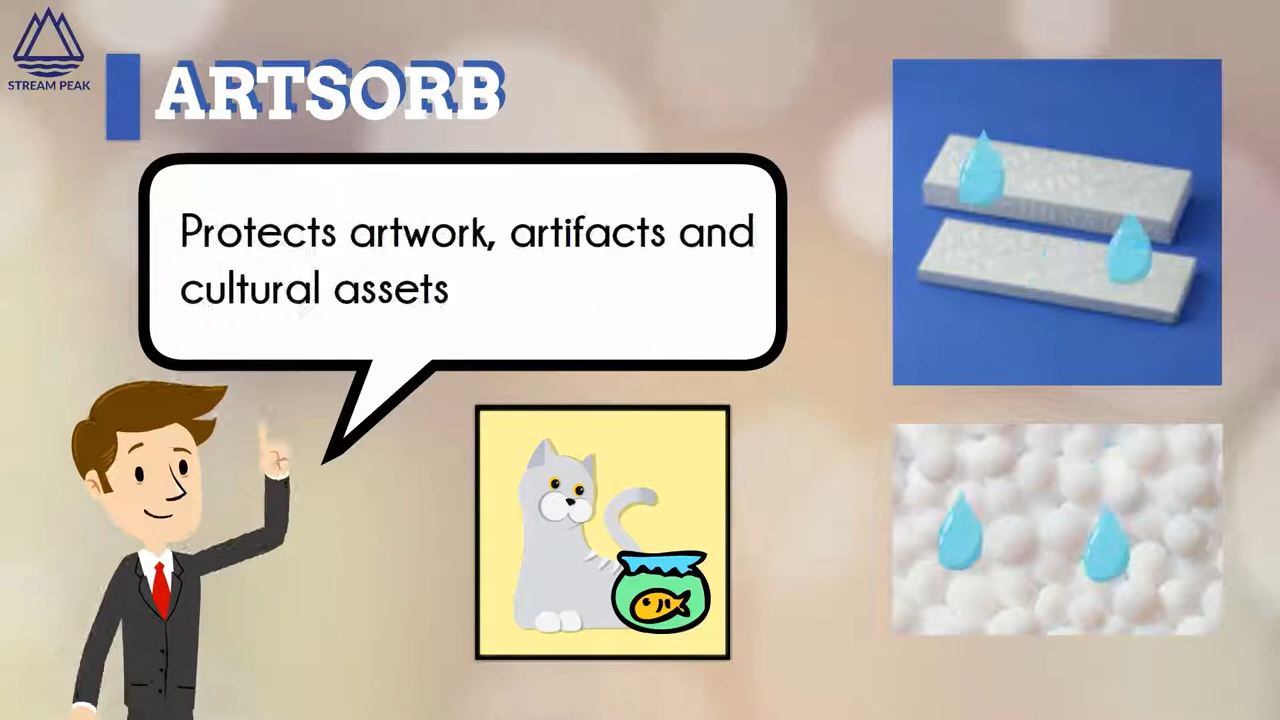 STREAM PEAK
ARTSORB
Protects artwork, artifacts and
cultural assets